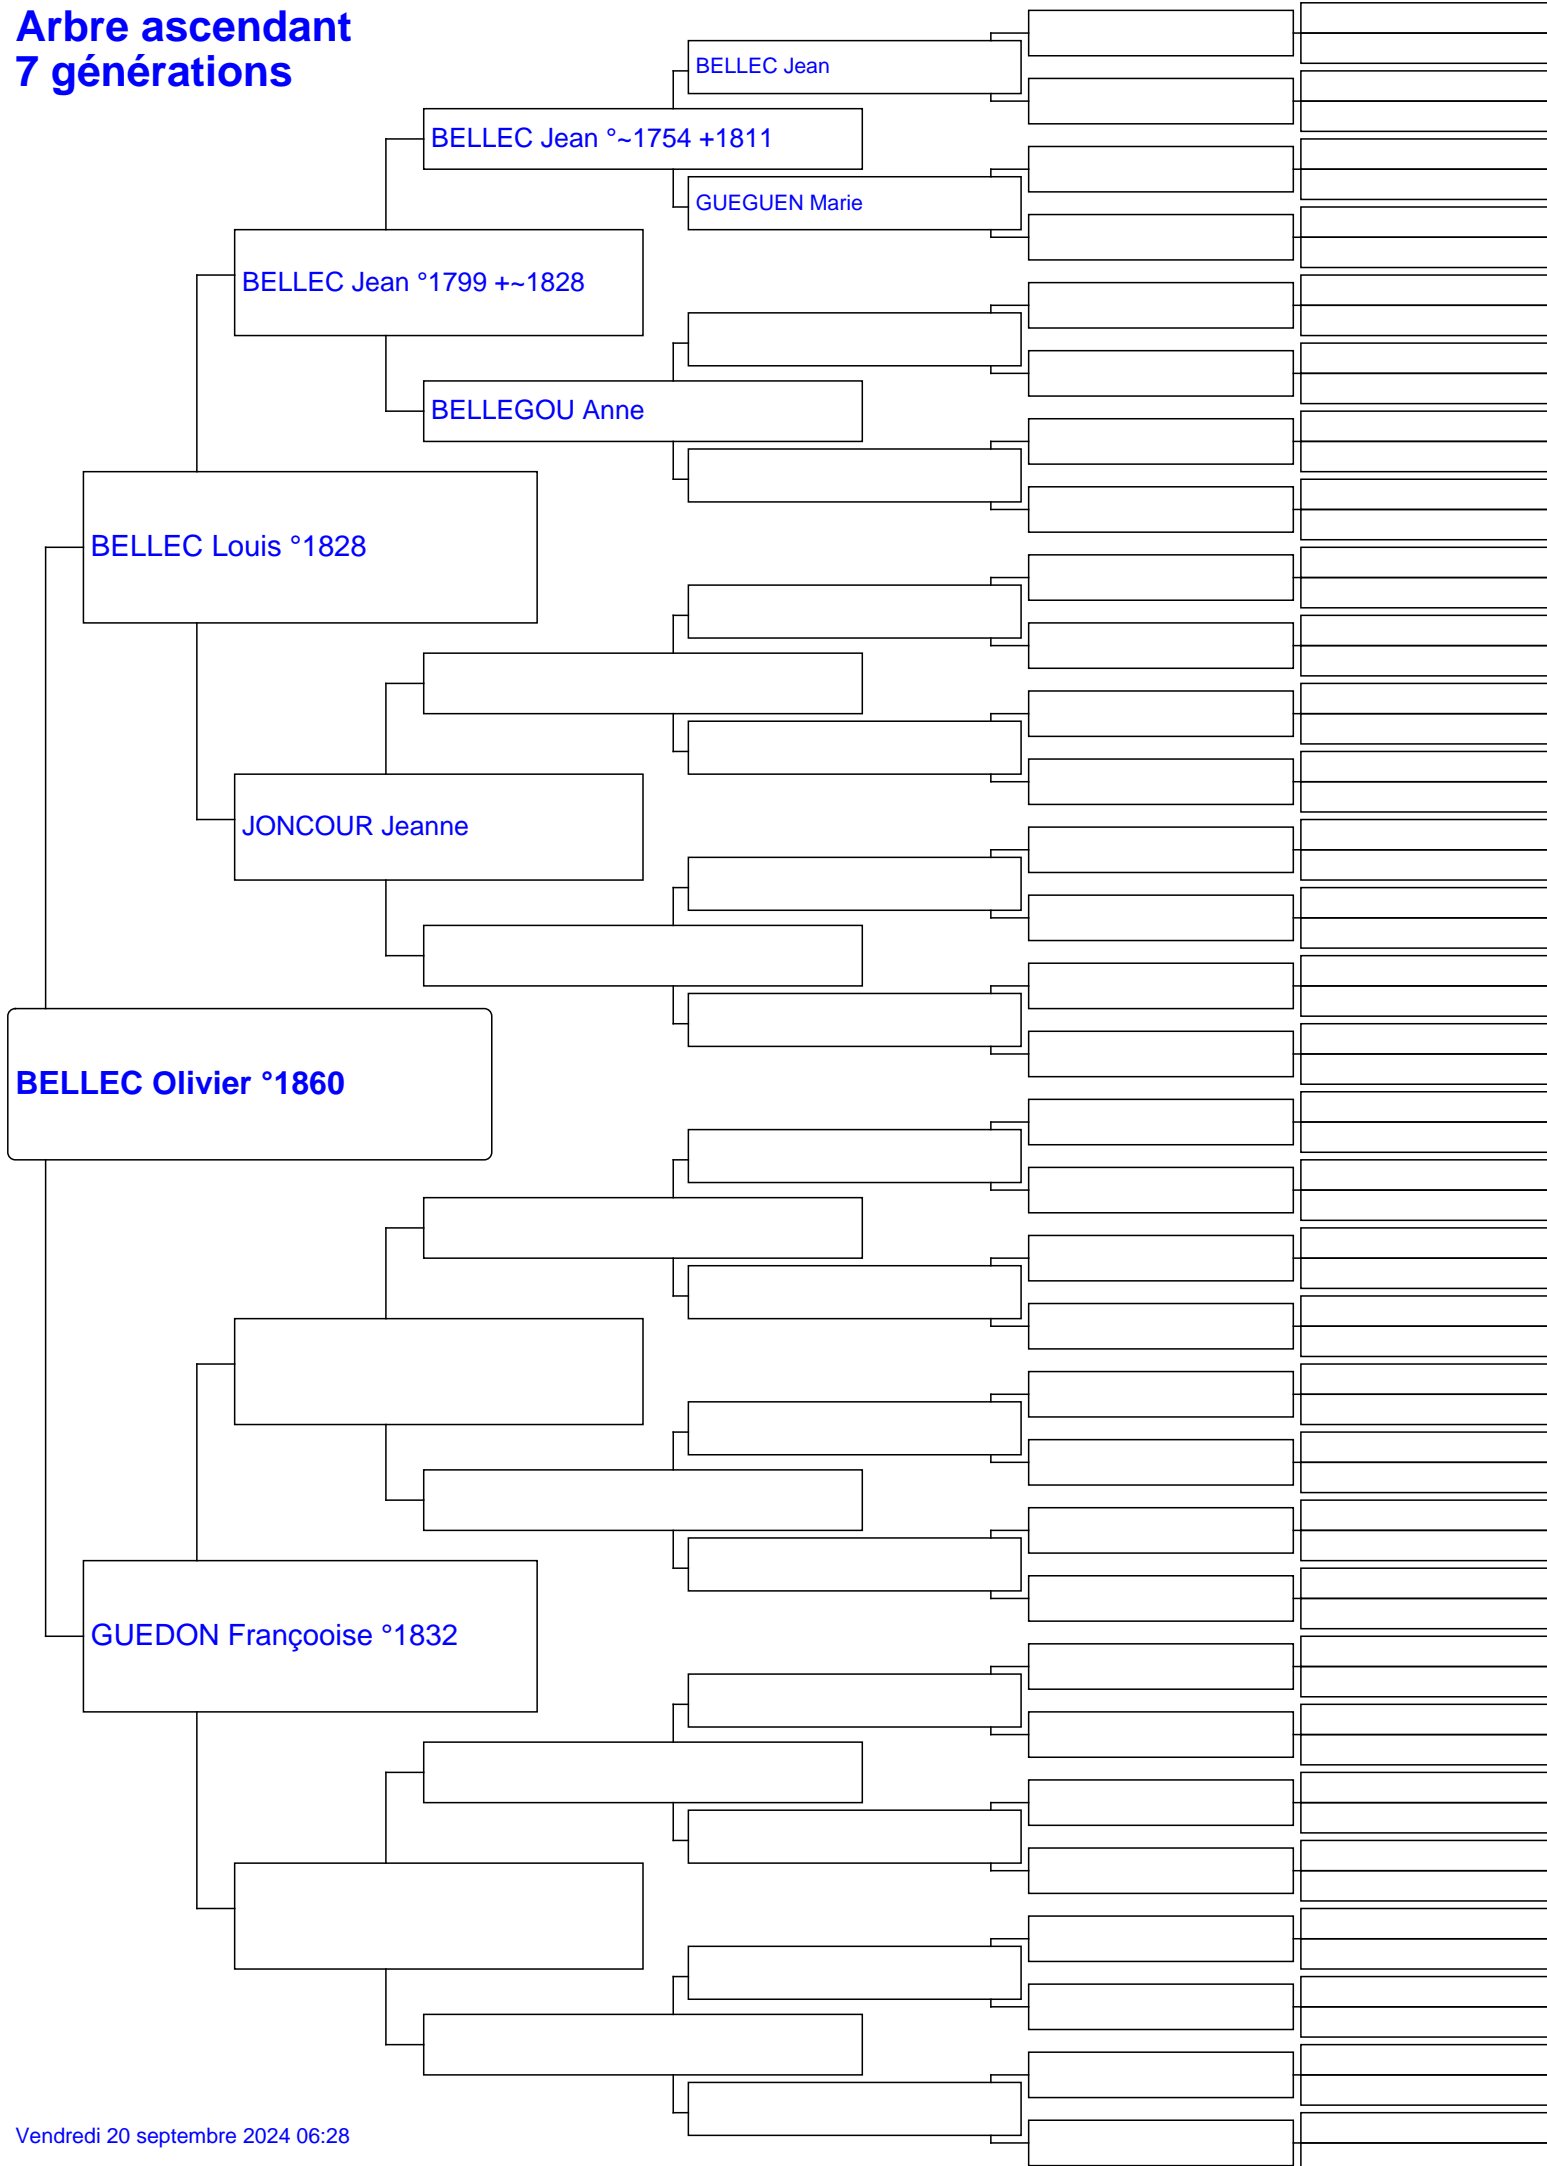 Arbre ascendant
7 générations
BELLEC Jean
BELLEC Jean °~1754 +1811
GUEGUEN Marie
BELLEC Jean °1799 +~1828
BELLEGOU Anne
BELLEC Louis °1828
JONCOUR Jeanne
BELLEC Olivier °1860
GUEDON Françooise °1832
Vendredi 20 septembre 2024 06:28